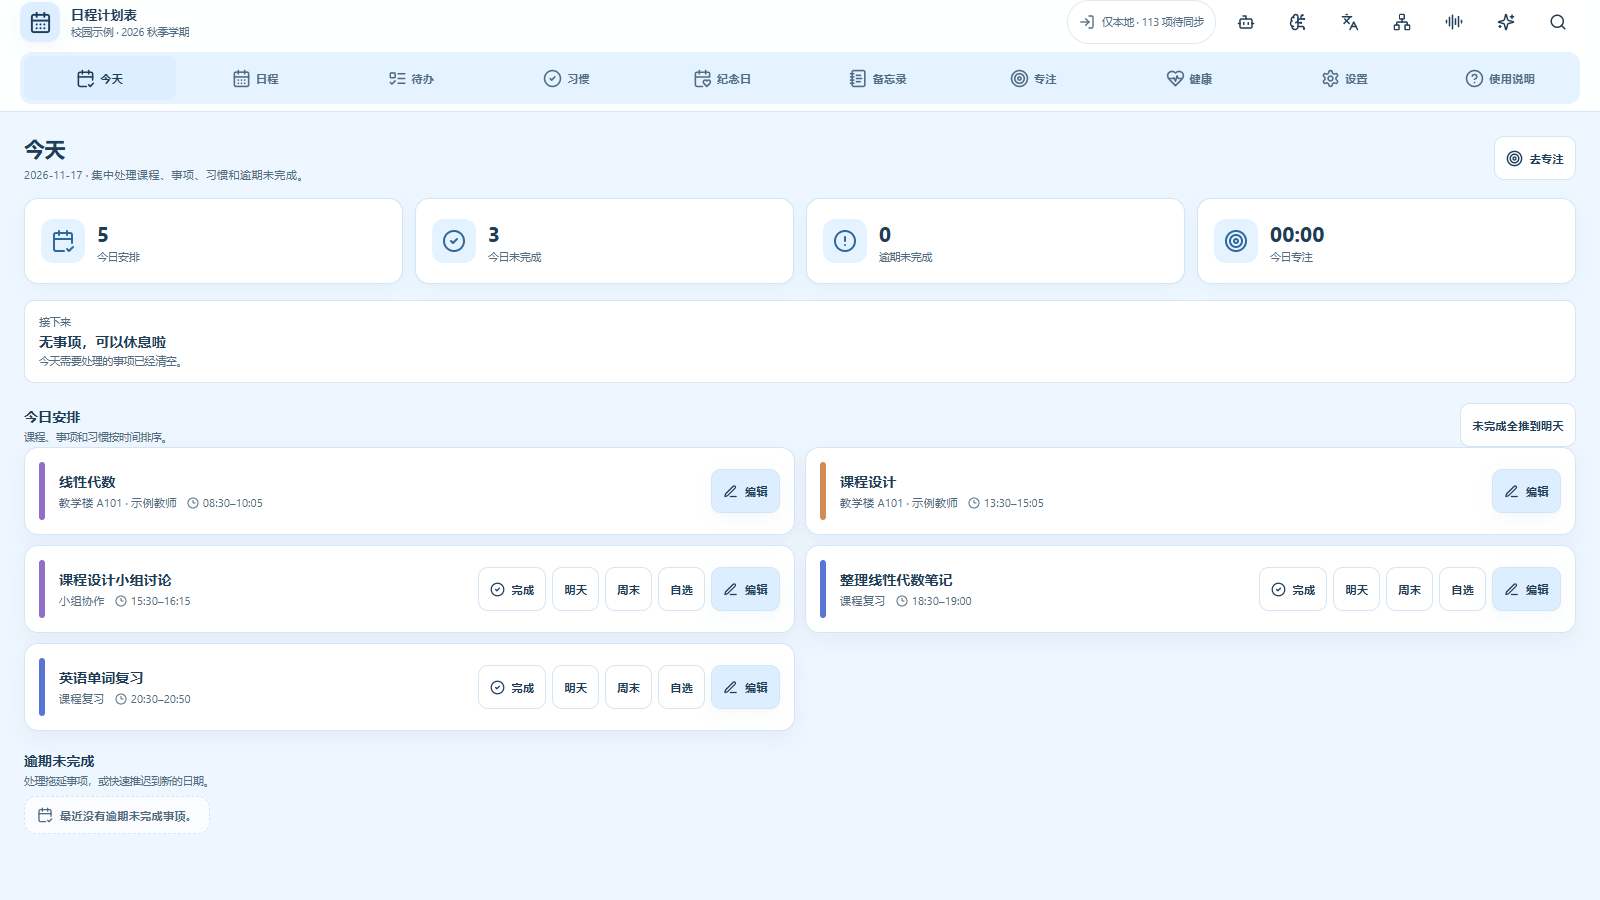 日程计划表
校园示例 · 2026 秋季学期
仅本地 · 113 项待同步
今天
日程
待办
习惯
纪念日
备忘录
专注
健康
设置
使用说明
今天
2026-11-17 · 集中处理课程、事项、习惯和逾期未完成。
去专注
5
今日安排
3
今日未完成
0
逾期未完成
00:00
今日专注
接下来
无事项，可以休息啦
今天需要处理的事项已经清空。
今日安排
课程、事项和习惯按时间排序。
未完成全推到明天
线性代数
教学楼 A101 · 示例教师 08:30–10:05
编辑
课程设计
教学楼 A101 · 示例教师 13:30–15:05
编辑
课程设计小组讨论
小组协作 15:30–16:15
完成 明天 周末 自选 编辑
整理线性代数笔记
课程复习 18:30–19:00
完成 明天 周末 自选 编辑
英语单词复习
课程复习 20:30–20:50
完成 明天 周末 自选 编辑
逾期未完成
处理拖延事项，或快速推迟到新的日期。
最近没有逾期未完成事项。